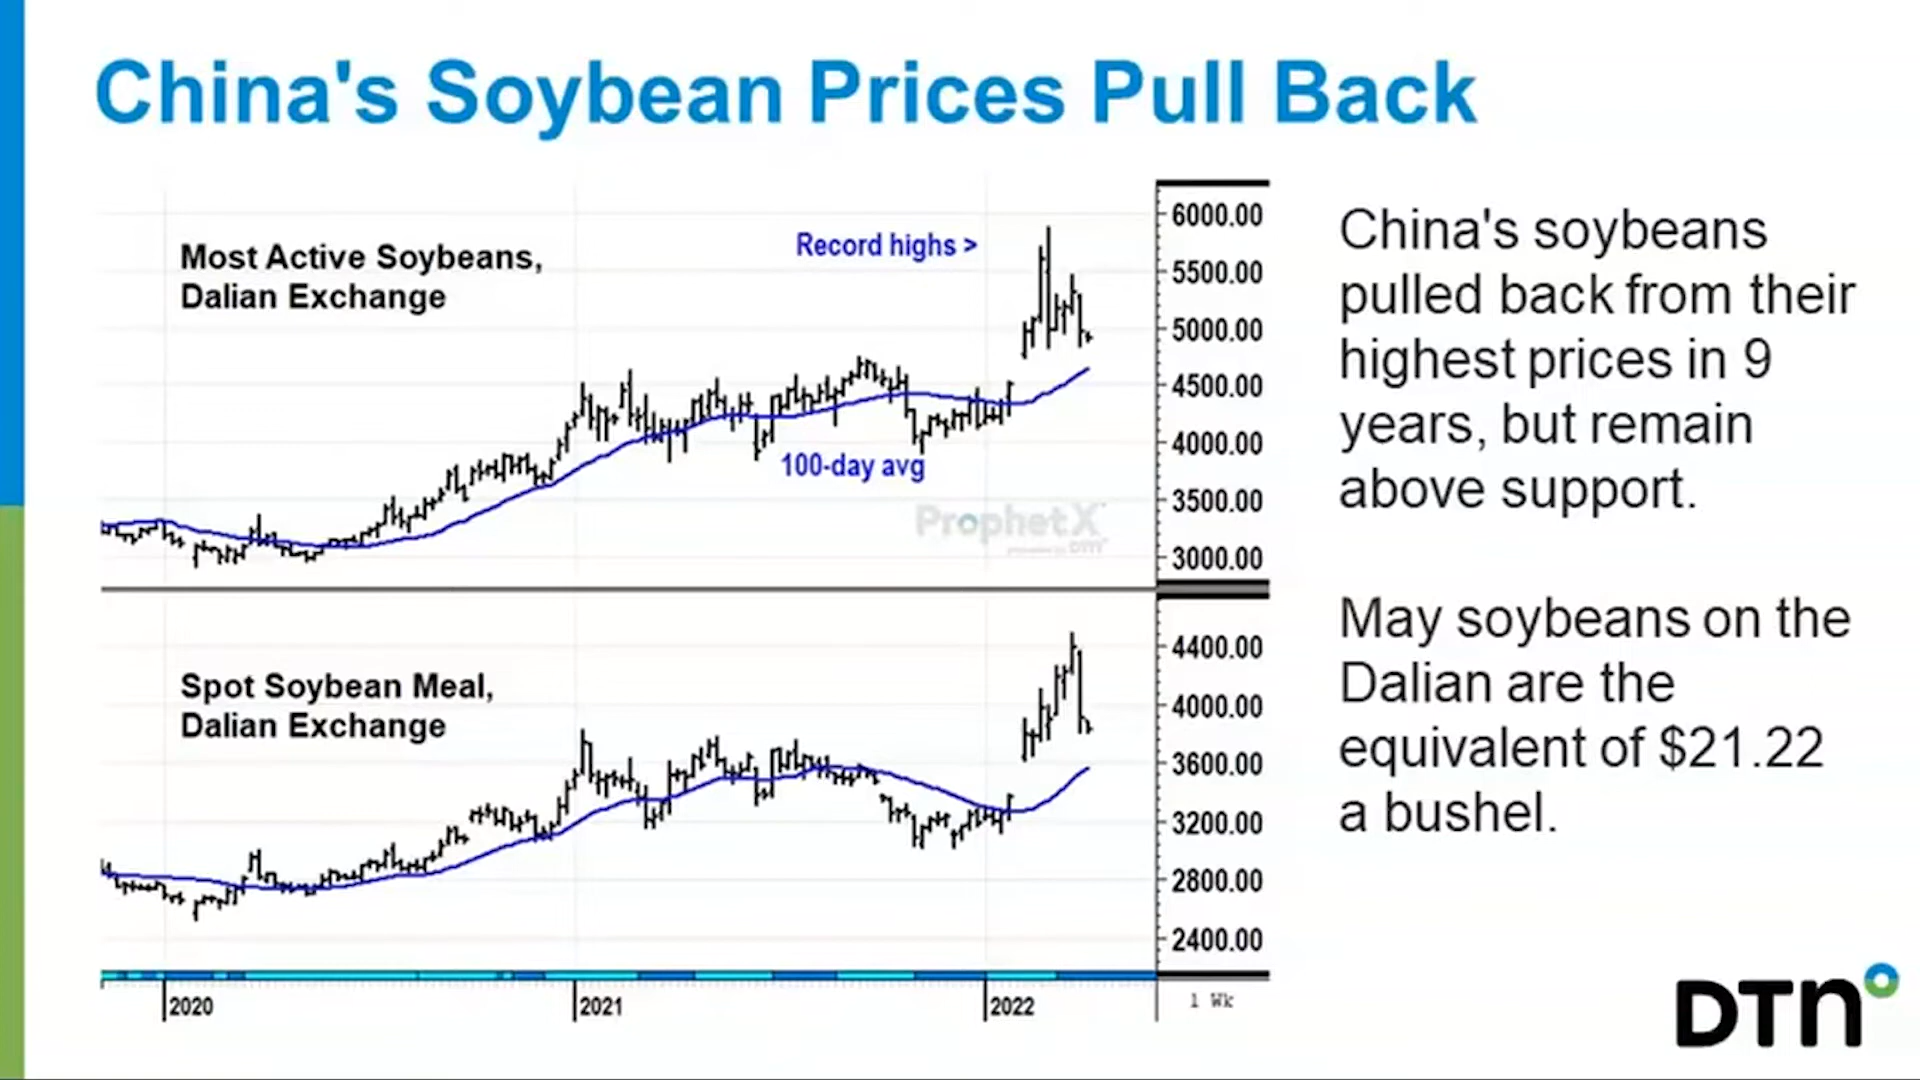 China's Soybean Prices Pull Back
Most Active Soybeans,
Dalian Exchange
Record highs >
100-day avg
ProphetX
powered by DTN
6000.00
5500.00
5000.00
4500.00
4000.00
3500.00
3000.00
Spot Soybean Meal,
Dalian Exchange
4400.00
4000.00
3600.00
3200.00
2800.00
2400.00
2020
2021
2022
1 Wk
China's soybeans
pulled back from their
highest prices in 9
years, but remain
above support.
May soybeans on the
Dalian are the
equivalent of $21.22
a bushel.
DTN